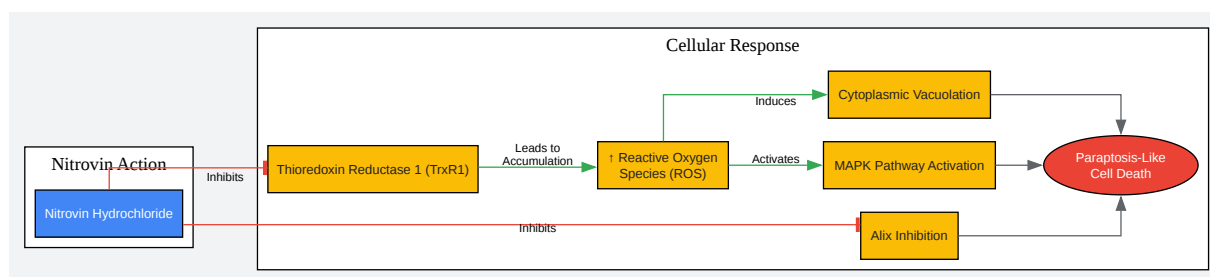 Cellular Response
Cytoplasmic Vacuolation
Induces
Nitrovin Action
Inhibits
Thioredoxin Reductase 1 (TrxR1)
Leads to
Accumulation
↑ Reactive Oxygen
Species (ROS)
Activates
MAPK Pathway Activation
Paraptosis-Like
Cell Death
Nitrovin Hydrochloride
Inhibits
Alix Inhibition